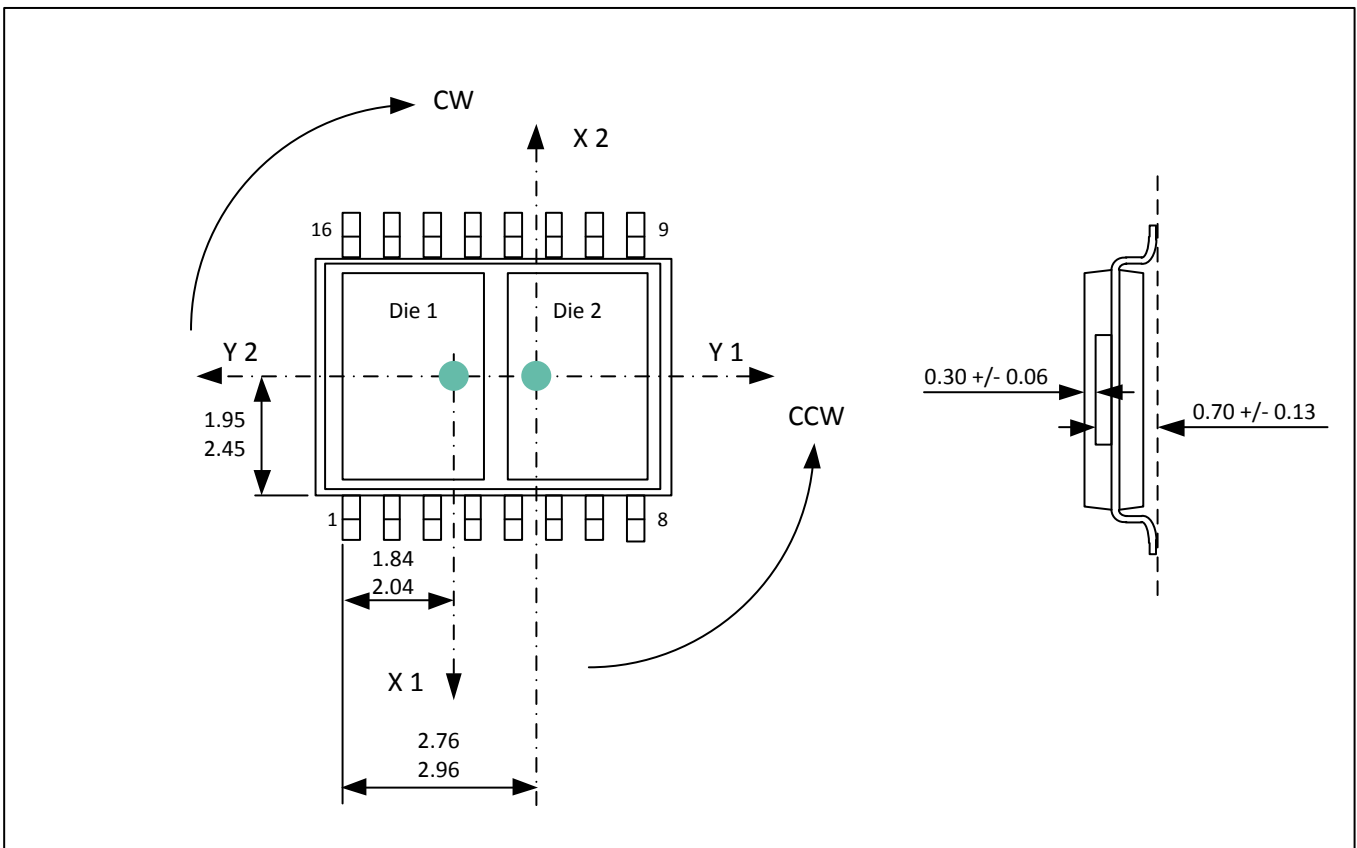 CW
X 2
16
9
Die 1
Die 2
Y 2
Y 1
0.30 +/- 0.06
1.95
2.45
CCW
0.70 +/- 0.13
1
8
1.84
2.04
X 1
2.76
2.96